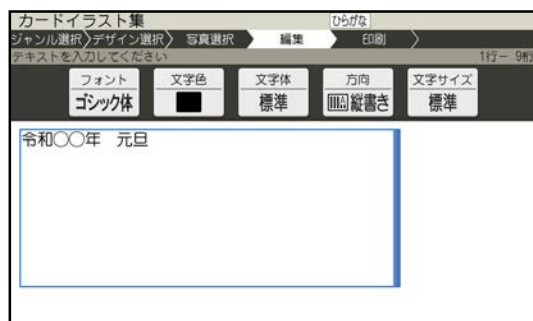 カードイラスト集 ひらがな
ジャンル選択〉デザイン選択〉 写真選択 編集 印刷 〉
テキストを入力してください 1行− 9桁
フォント 文字色 文字体 方向 文字サイズ
ゴシック体 標準 縦書き 標準
令和○○年 元旦